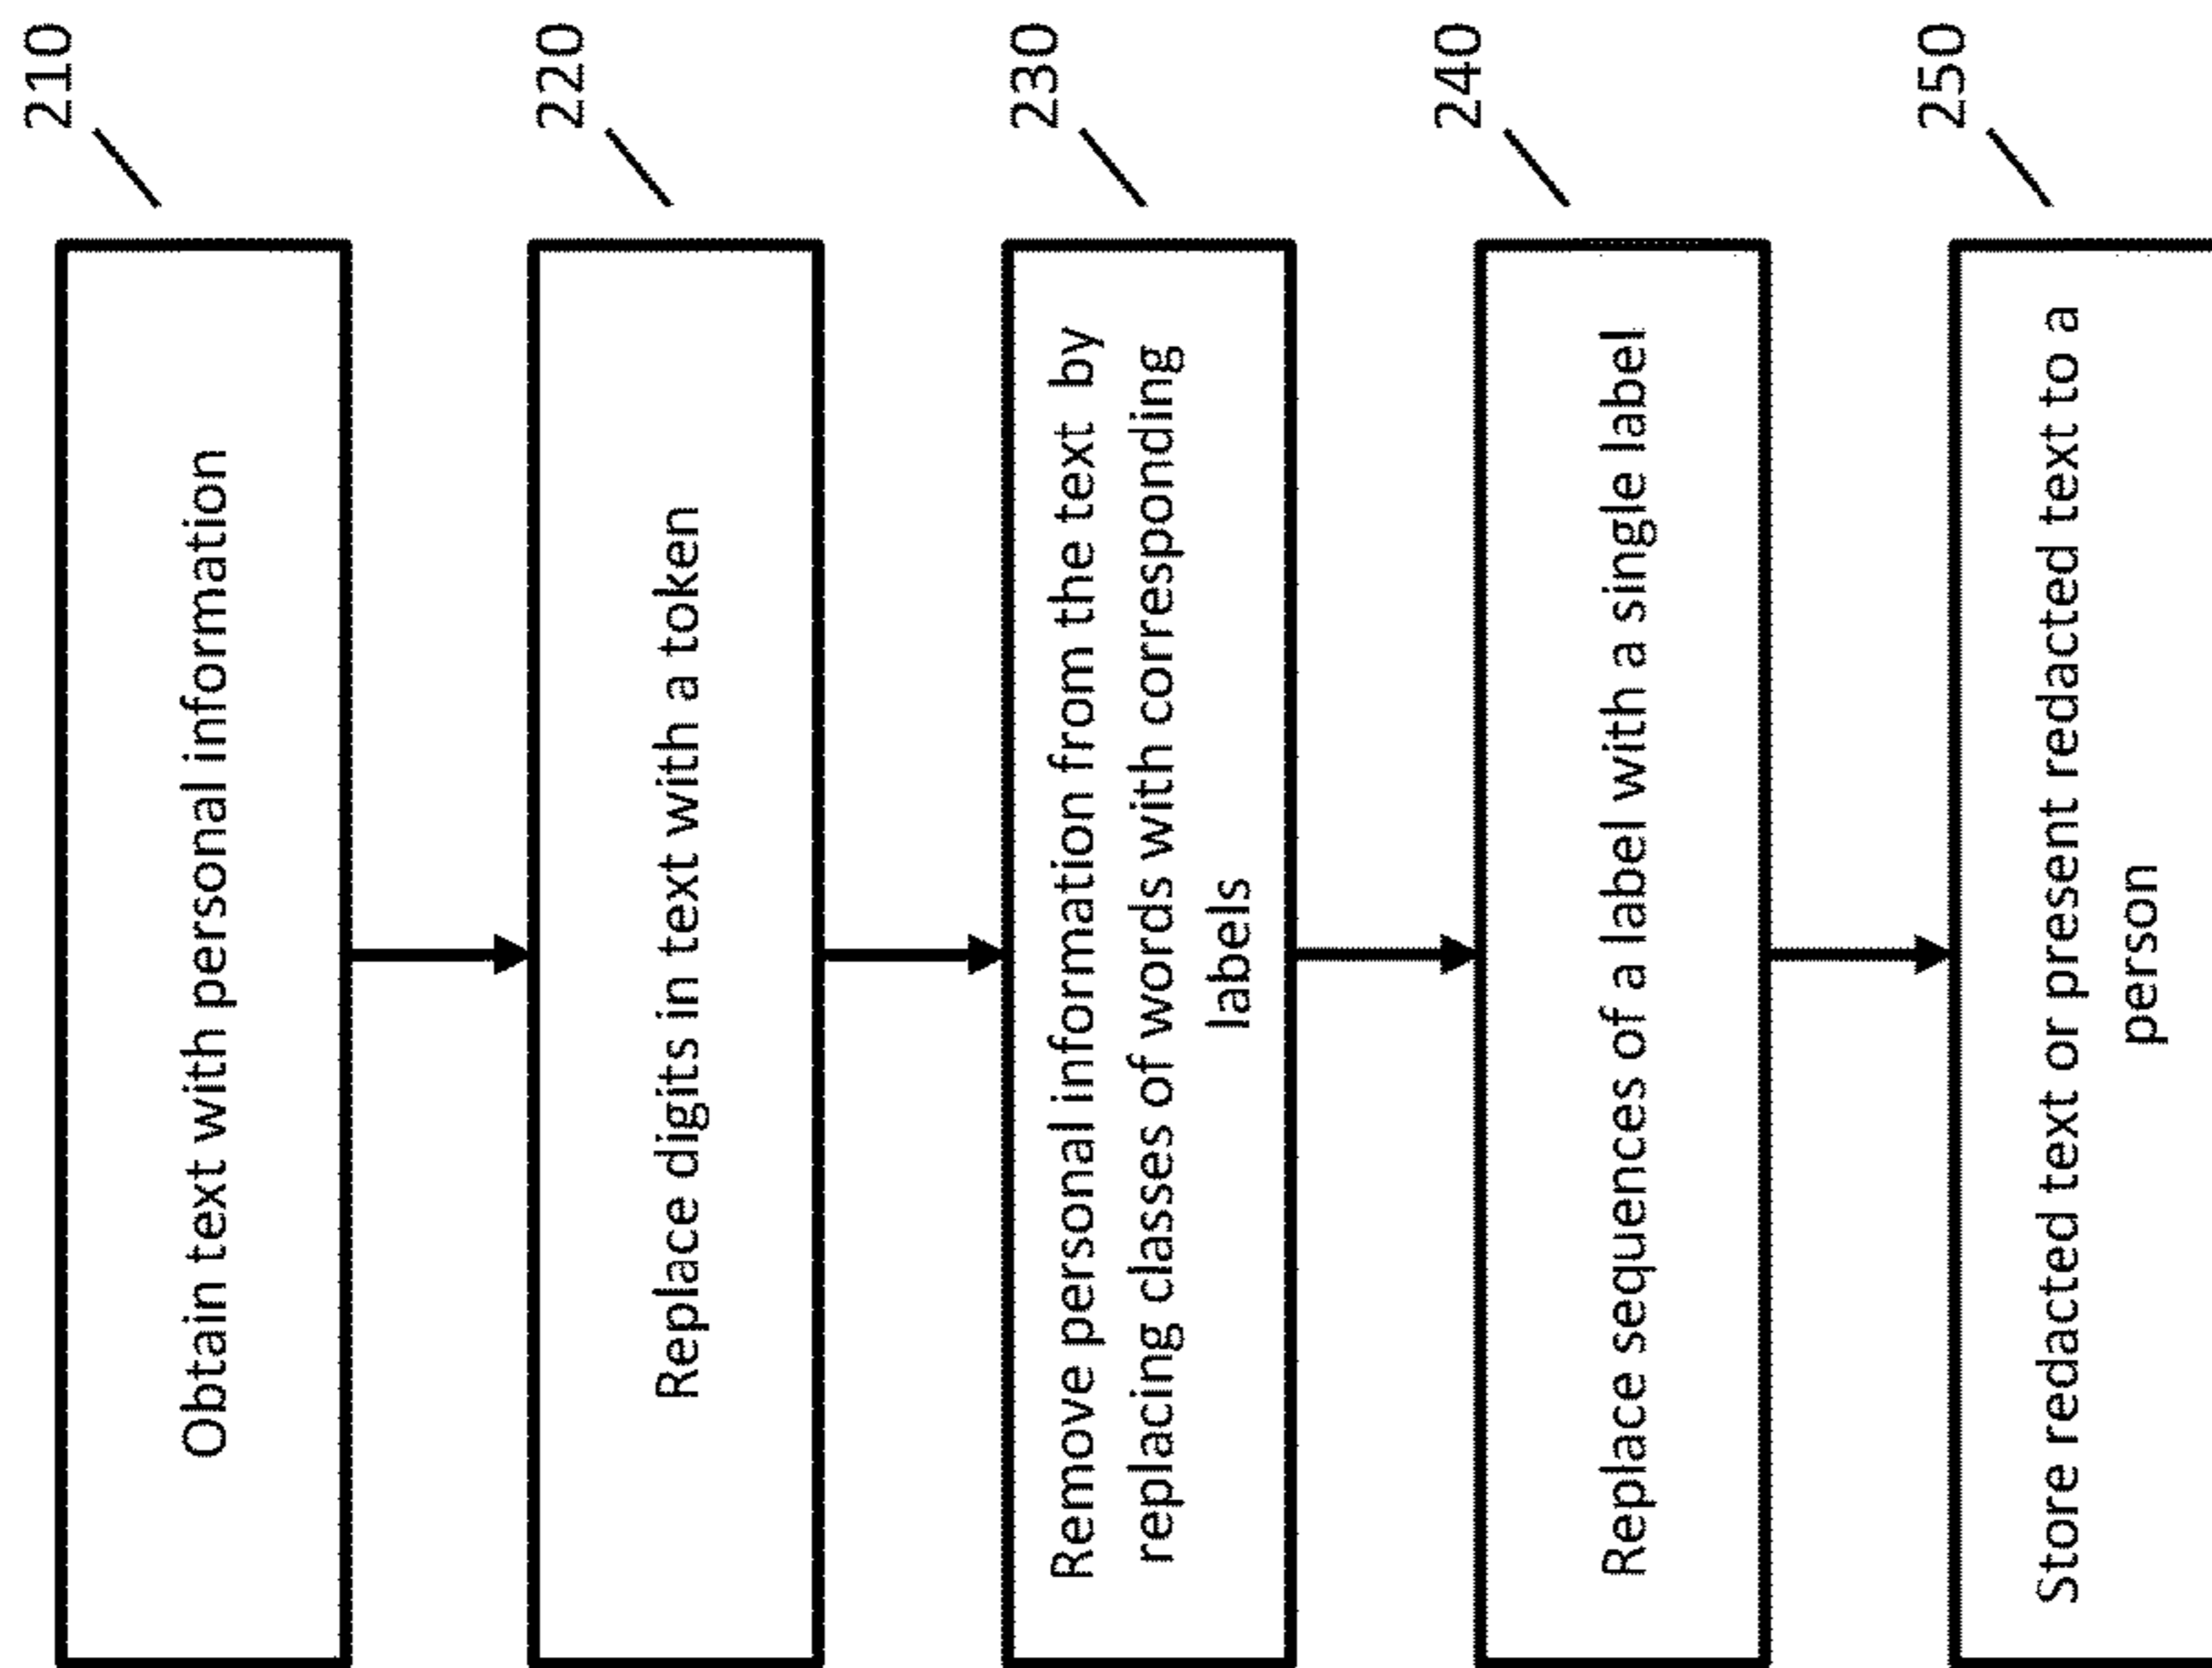 210
Obtain text with personal information
220
Replace digits in text with a token
230
Remove personal information from the text by
replacing classes of words with corresponding
labels
240
Replace sequences of a label with a single label
250
Store redacted text or present redacted text to a
person